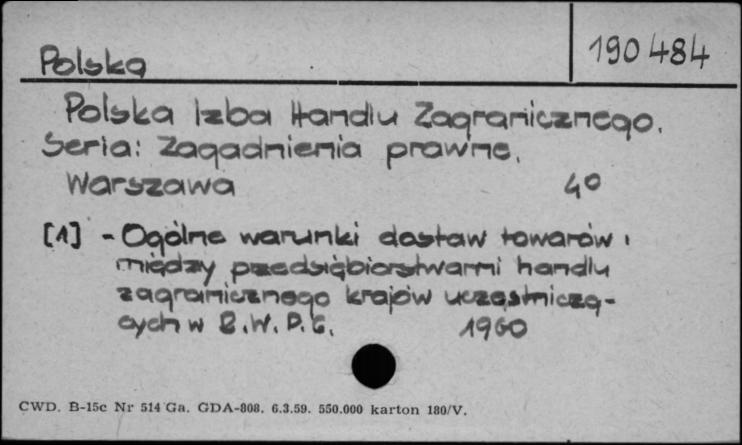 Polska
190484
Polska Izba Handlu Zagranicznego.
Seria: Zagadnienia prawne.
Warszawa 4°
[1] - Ogólne warunki dostaw towarów
między przedsiębiorstwami handlu
zagranicznego krajów uczestniczą-
cych w R.W.P.G. 1960
CWD. B-15c Nr 514 Ga. GDA-808. 6.3.59. 550.000 karton 180/V.